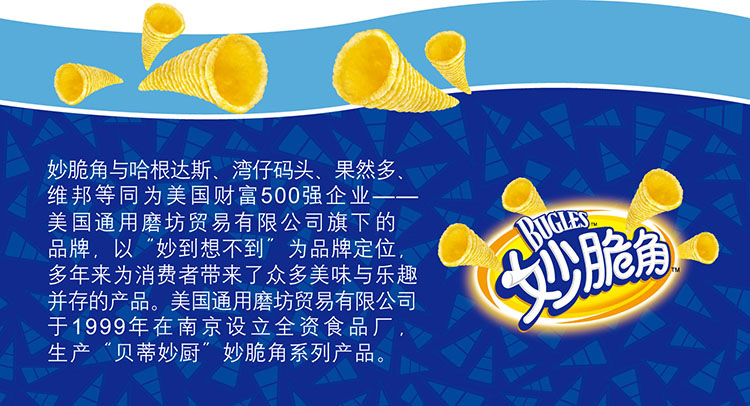 妙脆角与哈根达斯、湾仔码头、果然多、
维邦等同为美国财富500强企业——
美国通用磨坊贸易有限公司旗下的
品牌，以“妙到想不到”为品牌定位，
多年来为消费者带来了众多美味与乐趣
并存的产品。美国通用磨坊贸易有限公司
于1999年在南京设立全资食品厂，
生产“贝蒂妙厨”妙脆角系列产品。
BUGLES™
妙脆角™